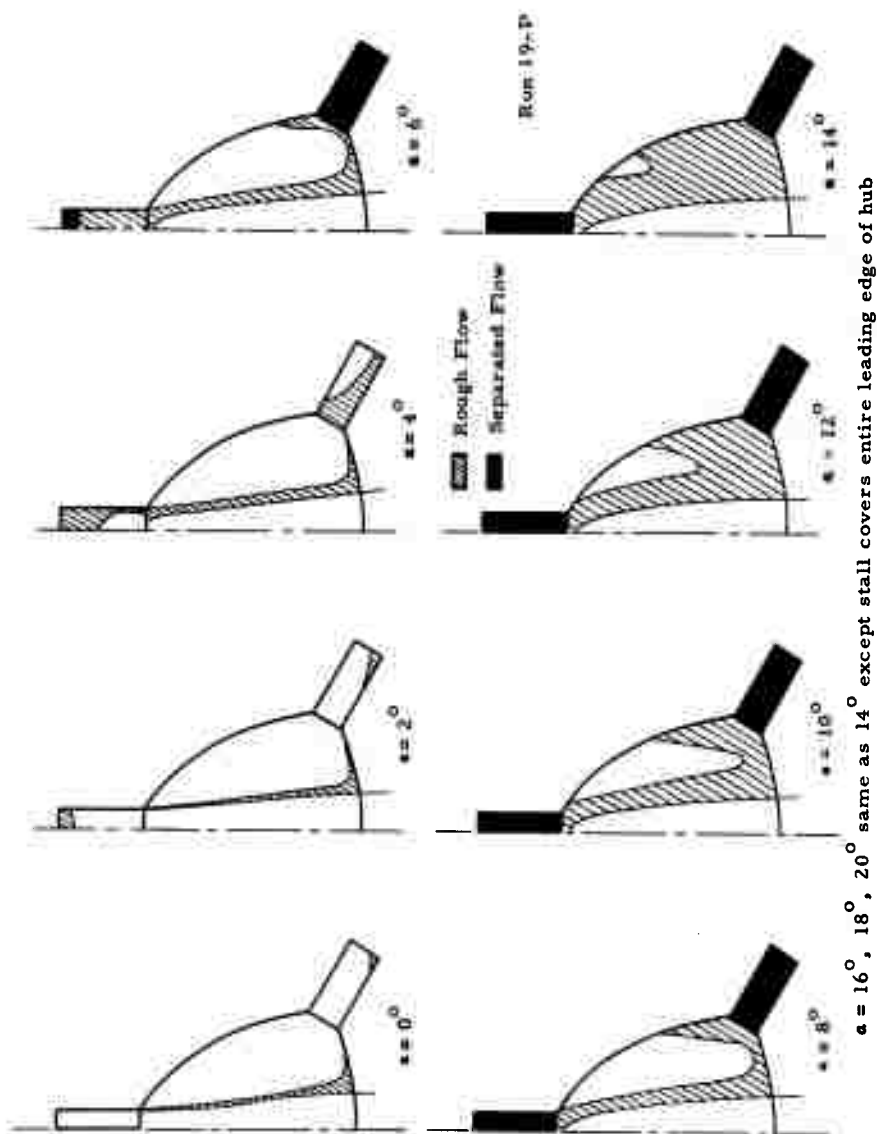 α = 0°
α = 2°
α = 4°
α = 6°
Rough Flow
Separated Flow
Run 19-P
α = 8°
α = 10°
α = 12°
α = 14°
α = 16°, 18°, 20° same as 14° except stall covers entire leading edge of hub